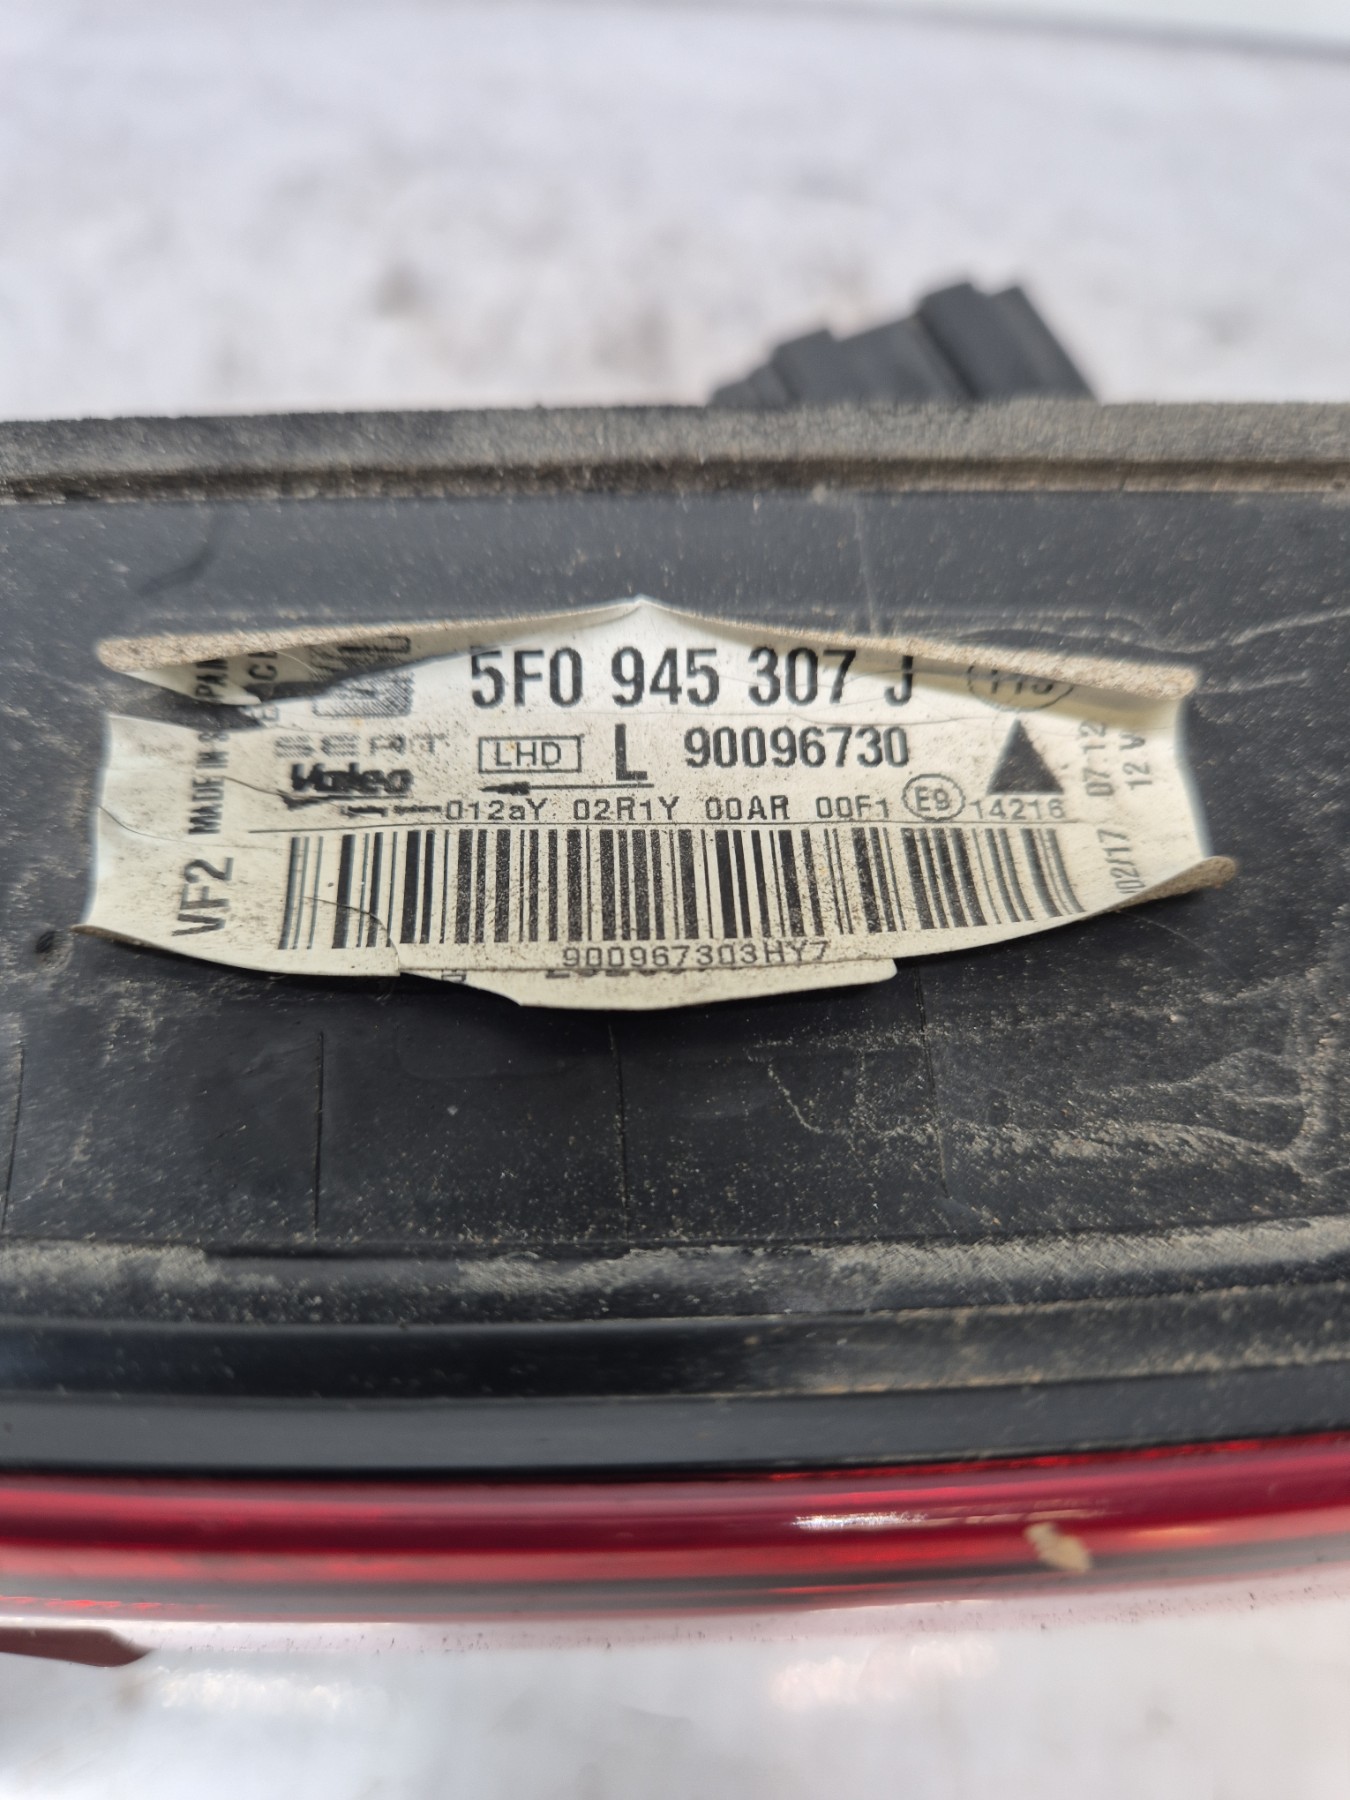 5F0 945 307 J
SEAT LHD L 90096730
Valeo
012aY 02R1Y 00AR 00F1 E9 14216
900967303HY7
VF2 MADE IN SPAIN
02/17 07:12
12 V